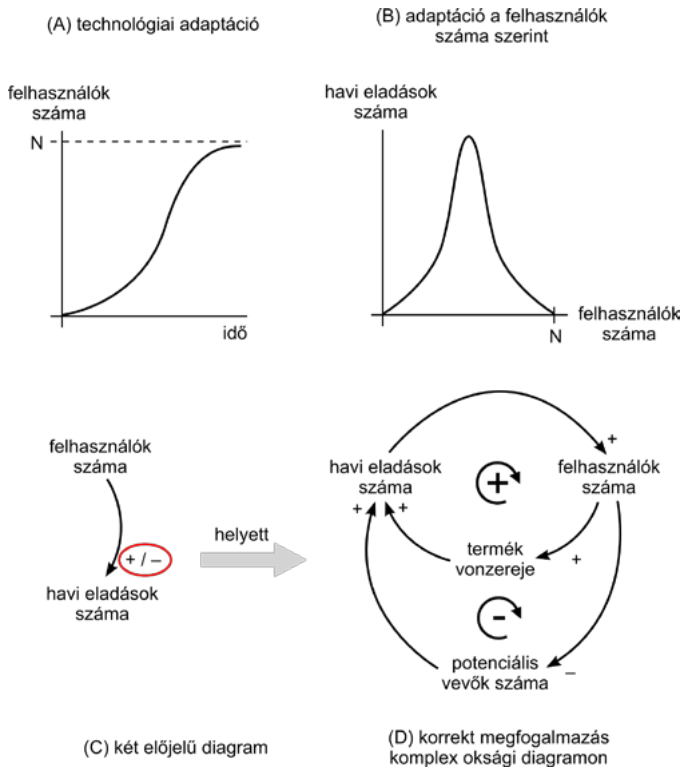 (A) technológiai adaptáció
(B) adaptáció a felhasználók
száma szerint
felhasználók
száma
N
idő
havi eladások
száma
felhasználók
száma
N
felhasználók
száma
+ / –
havi eladások
száma
helyett
havi eladások
száma
+
felhasználók
száma
+
+
+
termék
vonzereje
+
-
potenciális
vevők száma
–
(C) két előjelű diagram
(D) korrekt megfogalmazás
komplex oksági diagramon